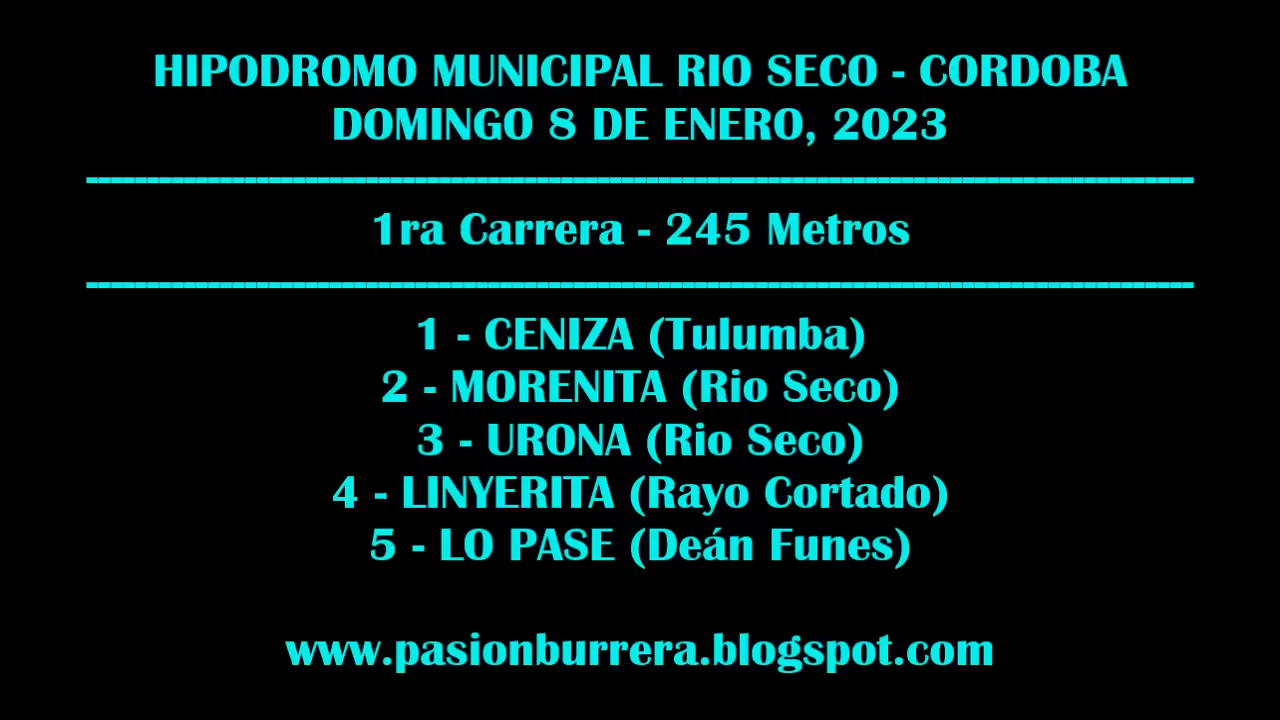 HIPODROMO MUNICIPAL RIO SECO - CORDOBA
DOMINGO 8 DE ENERO, 2023
1ra Carrera - 245 Metros
1 - CENIZA (Tulumba)
2 - MORENITA (Rio Seco)
3 - URONA (Rio Seco)
4 - LINYERITA (Rayo Cortado)
5 - LO PASE (Deán Funes)
www.pasionburrera.blogspot.com